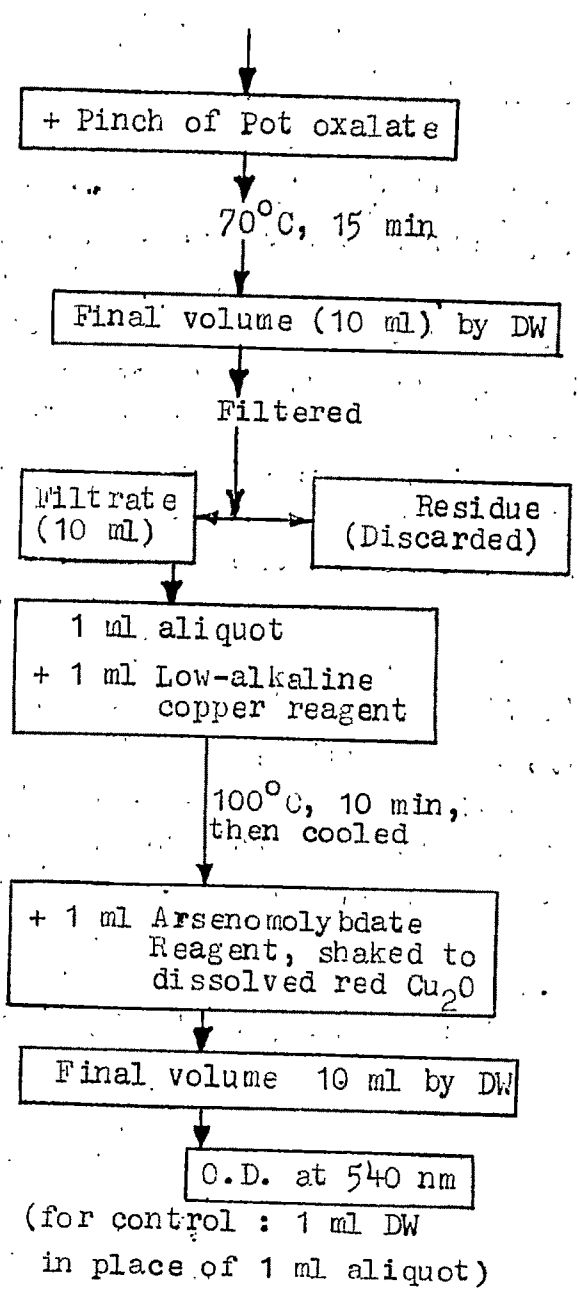 + Pinch of Pot oxalate
70°C, 15 min
Final volume (10 ml) by DW
Filtered
Filtrate
(10 ml)
Residue
(Discarded)
1 ml aliquot
+ 1 ml Low-alkaline
copper reagent
100°C, 10 min,
then cooled
+ 1 ml Arsenomolybdate
Reagent, shaked to
dissolved red Cu₂O
Final volume 10 ml by DW
O.D. at 540 nm
(for control : 1 ml DW
in place of 1 ml aliquot)